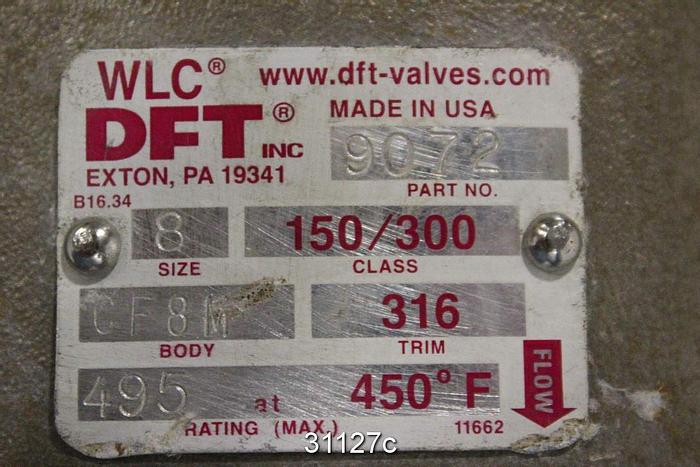 WLC® www.dft-valves.com
DFT® INC MADE IN USA
9072
EXTON, PA 19341 PART NO.
B16.34
8 150/300
SIZE CLASS
CF8M 316
BODY TRIM
495 at 450° F
RATING (MAX.) 11662
FLOW
31127c